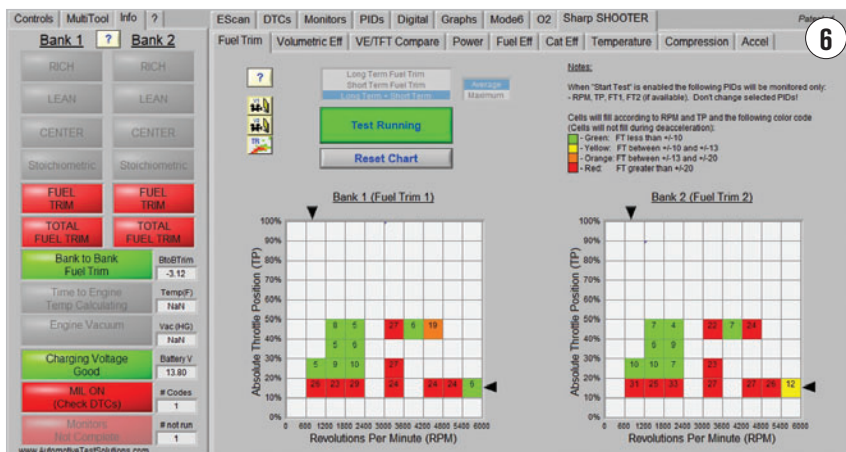 Controls MultiTool Info ?
Bank 1 ? Bank 2
RICH RICH
LEAN LEAN
CENTER CENTER
Stoichiometric Stoichiometric
FUEL TRIM FUEL TRIM
TOTAL FUEL TRIM TOTAL FUEL TRIM
Bank to Bank Fuel Trim
BtoBTrim
-3.12
Time to Engine Temp Calculating
Temp(F)
NaN
Engine Vacuum
Vac (HG)
NaN
Charging Voltage Good
Battery V
13.80
MIL ON (Check DTCs)
# Codes
1
Monitors Not Complete
# not run
1
www.AutomotiveTestSolutions.com
EScan DTCs Monitors PIDs Digital Graphs Mode6 O2 Sharp SHOOTER
6
Fuel Trim Volumetric Eff VE/TFT Compare Power Fuel Eff Cat Eff Temperature Compression Accel
?
Long Term Fuel Trim
Short Term Fuel Trim
Long Term + Short Term
Average
Maximum
Test Running
Reset Chart
Notes:
When "Start Test" is enabled the following PIDs will be monitored only:
- RPM, TP, FT1, FT2 (if available). Don't change selected PIDs!
Cells will fill according to RPM and TP and the following color code
(Cells will not fill during deacceleration):
- Green: FT less than +/-10
- Yellow: FT between +/-10 and +/-13
- Orange: FT between +/-13 and +/-20
- Red: FT greater than +/-20
Bank 1 (Fuel Trim 1)
Absolute Throttle Position (TP)
100%
90%
80%
70%
60%
50%
8 5 27 6 19
40%
5 6
30%
5 9 10 27
20%
26 23 29 24 24 24 6
10%
0%
0 600 1200 1800 2400 3000 3600 4200 4800 5400 6000
Revolutions Per Minute (RPM)
Bank 2 (Fuel Trim 2)
Absolute Throttle Position (TP)
100%
90%
80%
70%
60%
50%
7 4 22 7 24
40%
6 9
30%
10 10 7 23
20%
31 25 33 27 27 26 12
10%
0%
0 600 1200 1800 2400 3000 3600 4200 4800 5400 6000
Revolutions Per Minute (RPM)